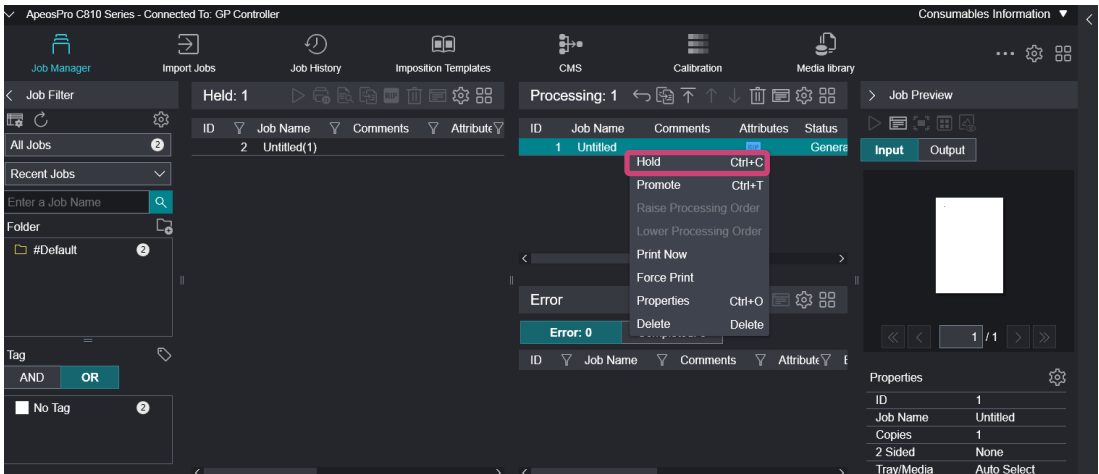 ApeosPro C810 Series - Connected To: GP Controller
Consumables Information ▼
Job Manager
Import Jobs
Job History
Imposition Templates
CMS
Calibration
Media library
Job Filter
All Jobs 2
Recent Jobs
Enter a Job Name
Folder
#Default 2
Tag
AND OR
No Tag 2
Held: 1
ID Job Name Comments Attribute
2 Untitled(1)
Processing: 1
ID Job Name Comments Attributes Status
1 Untitled Genera
Hold Ctrl+C
Promote Ctrl+T
Raise Processing Order
Lower Processing Order
Print Now
Force Print
Properties Ctrl+O
Delete Delete
Error
Error: 0
ID Job Name Comments Attribute E
Job Preview
Input Output
1 / 1
Properties
ID 1
Job Name Untitled
Copies 1
2 Sided None
Tray/Media Auto Select